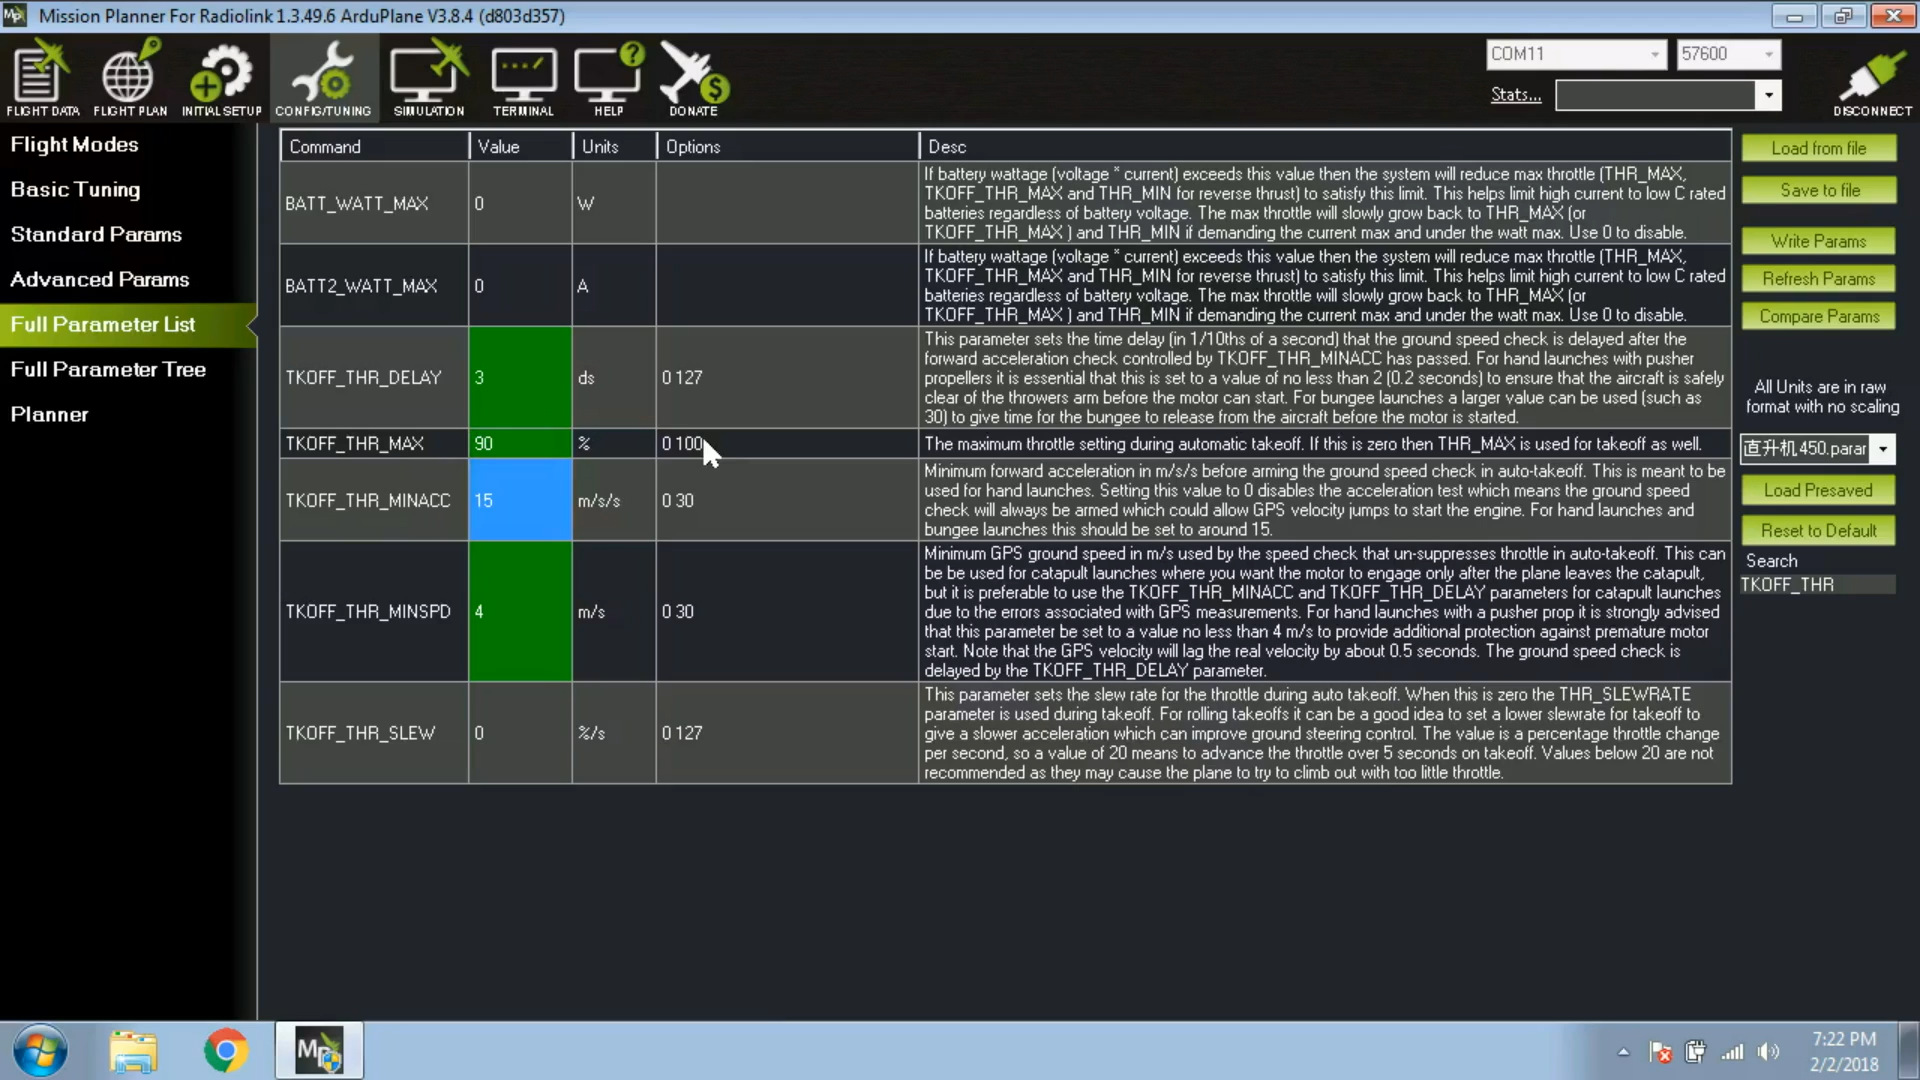 Mission Planner For Radiolink 1.3.49.6 ArduPlane V3.8.4 (d803d357)
FLIGHT DATA FLIGHT PLAN INITIAL SETUP CONFIG/TUNING SIMULATION TERMINAL HELP DONATE
COM11 57600
Stats...
DISCONNECT
Flight Modes
Basic Tuning
Standard Params
Advanced Params
Full Parameter List
Full Parameter Tree
Planner
Command Value Units Options Desc
BATT_WATT_MAX 0 W
If battery wattage (voltage * current) exceeds this value then the system will reduce max throttle (THR_MAX,
TKOFF_THR_MAX and THR_MIN for reverse thrust) to satisfy this limit. This helps limit high current to low C rated
batteries regardless of battery voltage. The max throttle will slowly grow back to THR_MAX (or
TKOFF_THR_MAX ) and THR_MIN if demanding the current max and under the watt max. Use 0 to disable.
BATT2_WATT_MAX 0 A
If battery wattage (voltage * current) exceeds this value then the system will reduce max throttle (THR_MAX,
TKOFF_THR_MAX and THR_MIN for reverse thrust) to satisfy this limit. This helps limit high current to low C rated
batteries regardless of battery voltage. The max throttle will slowly grow back to THR_MAX (or
TKOFF_THR_MAX ) and THR_MIN if demanding the current max and under the watt max. Use 0 to disable.
TKOFF_THR_DELAY 3 ds 0 127
This parameter sets the time delay (in 1/10ths of a second) that the ground speed check is delayed after the
forward acceleration check controlled by TKOFF_THR_MINACC has passed. For hand launches with pusher
propellers it is essential that this is set to a value of no less than 2 (0.2 seconds) to ensure that the aircraft is safely
clear of the throwers arm before the motor can start. For bungee launches a larger value can be used (such as
30) to give time for the bungee to release from the aircraft before the motor is started.
TKOFF_THR_MAX 90 % 0 100 The maximum throttle setting during automatic takeoff. If this is zero then THR_MAX is used for takeoff as well.
TKOFF_THR_MINACC 15 m/s/s 0 30
Minimum forward acceleration in m/s/s before arming the ground speed check in auto-takeoff. This is meant to be
used for hand launches. Setting this value to 0 disables the acceleration test which means the ground speed
check will always be armed which could allow GPS velocity jumps to start the engine. For hand launches and
bungee launches this should be set to around 15.
TKOFF_THR_MINSPD 4 m/s 0 30
Minimum GPS ground speed in m/s used by the speed check that un-suppresses throttle in auto-takeoff. This can
be be used for catapult launches where you want the motor to engage only after the plane leaves the catapult,
but it is preferable to use the TKOFF_THR_MINACC and TKOFF_THR_DELAY parameters for catapult launches
due to the errors associated with GPS measurements. For hand launches with a pusher prop it is strongly advised
that this parameter be set to a value no less than 4 m/s to provide additional protection against premature motor
start. Note that the GPS velocity will lag the real velocity by about 0.5 seconds. The ground speed check is
delayed by the TKOFF_THR_DELAY parameter.
TKOFF_THR_SLEW 0 %/s 0 127
This parameter sets the slew rate for the throttle during auto takeoff. When this is zero the THR_SLEWRATE
parameter is used during takeoff. For rolling takeoffs it can be a good idea to set a lower slewrate for takeoff to
give a slower acceleration which can improve ground steering control. The value is a percentage throttle change
per second, so a value of 20 means to advance the throttle over 5 seconds on takeoff. Values below 20 are not
recommended as they may cause the plane to try to climb out with too little throttle.
Load from file
Save to file
Write Params
Refresh Params
Compare Params
All Units are in raw
format with no scaling
直升机450.parar
Load Presaved
Reset to Default
Search
TKOFF_THR
Mp
7:22 PM
2/2/2018